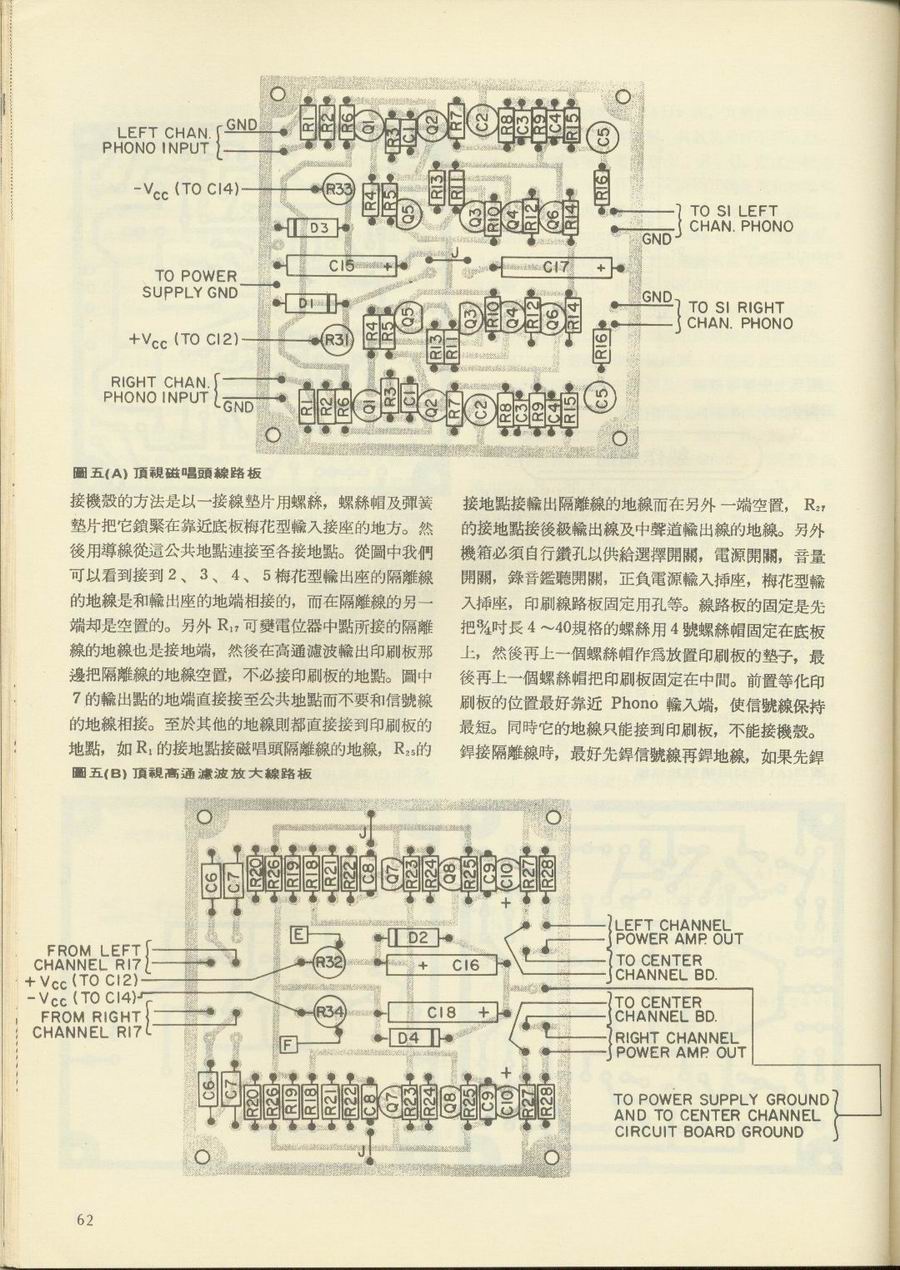 LEFT CHAN.
PHONO INPUT
GND
-Vcc (TO C14)
TO POWER
SUPPLY GND
+Vcc (TO C12)
RIGHT CHAN.
PHONO INPUT
GND
R1 R2 R6 Q1 R3 C1 Q2 R7 C2 R8 C3 R9 C4 R15 C5
R33 R4 R5 Q5 R13 R11 Q3 R10 Q4 R12 Q6 R14 R16
D3
J
C15 +
C17 +
D1
R31 R4 R5 Q5 R13 R11 Q3 R10 Q4 R12 Q6 R14 R16
R1 R2 R6 Q1 R3 C1 Q2 R7 C2 R8 C3 R9 C4 R15 C5
TO S1 LEFT
CHAN. PHONO
GND
GND
TO S1 RIGHT
CHAN. PHONO
圖五(A) 頂視磁唱頭線路板
接機殼的方法是以一接線墊片用螺絲，螺絲帽及彈簧
墊片把它鎖緊在靠近底板梅花型輸入接座的地方。然
後用導線從這公共地點連接至各接地點。從圖中我們
可以看到接到2、3、4、5梅花型輸出座的隔離線
的地線是和輸出座的地端相接的，而在隔離線的另一
端却是空置的。另外 R17 可變電位器中點所接的隔離
線的地線也是接地端，然後在高通濾波輸出印刷板那
邊把隔離線的地線空置，不必接印刷板的地點。圖中
7的輸出點的地端直接接至公共地點而不要和信號線
的地線相接。至於其他的地線則都直接接到印刷板的
地點，如 R1 的接地點接磁唱頭隔離線的地線，R25的
接地點接輸出隔離線的地線而在另外一端空置，R27
的接地點接後級輸出線及中聲道輸出線的地線。另外
機箱必須自行鑽孔以供給選擇開關，電源開關，音量
開關，錄音鑑聽開關，正負電源輸入揷座，梅花型輸
入揷座，印刷線路板固定用孔等。線路板的固定是先
把¾吋長4～40規格的螺絲用4號螺絲帽固定在底板
上，然後再上一個螺絲帽作爲放置印刷板的墊子，最
後再上一個螺絲帽把印刷板固定在中間。前置等化印
刷板的位置最好靠近 Phono 輸入端，使信號線保持
最短。同時它的地線只能接到印刷板，不能接機殼。
銲接隔離線時，最好先銲信號線再銲地線，如果先銲
圖五(B) 頂視高通濾波放大線路板
J
C6 C7 R20 R26 R19 R18 R21 R22 C8 Q7 R23 R24 Q8 R25 C9 C10 R27 R28
+
E
R32
D2
+ C16
R34
C18 +
F
D4
+
C6 C7 R20 R26 R19 R18 R21 R22 C8 Q7 R23 R24 Q8 R25 C9 C10 R27 R28
J
FROM LEFT
CHANNEL R17
+Vcc (TO C12)
-Vcc (TO C14)
FROM RIGHT
CHANNEL R17
LEFT CHANNEL
POWER AMP. OUT
TO CENTER
CHANNEL BD.
TO CENTER
CHANNEL BD.
RIGHT CHANNEL
POWER AMP. OUT
TO POWER SUPPLY GROUND
AND TO CENTER CHANNEL
CIRCUIT BOARD GROUND
62